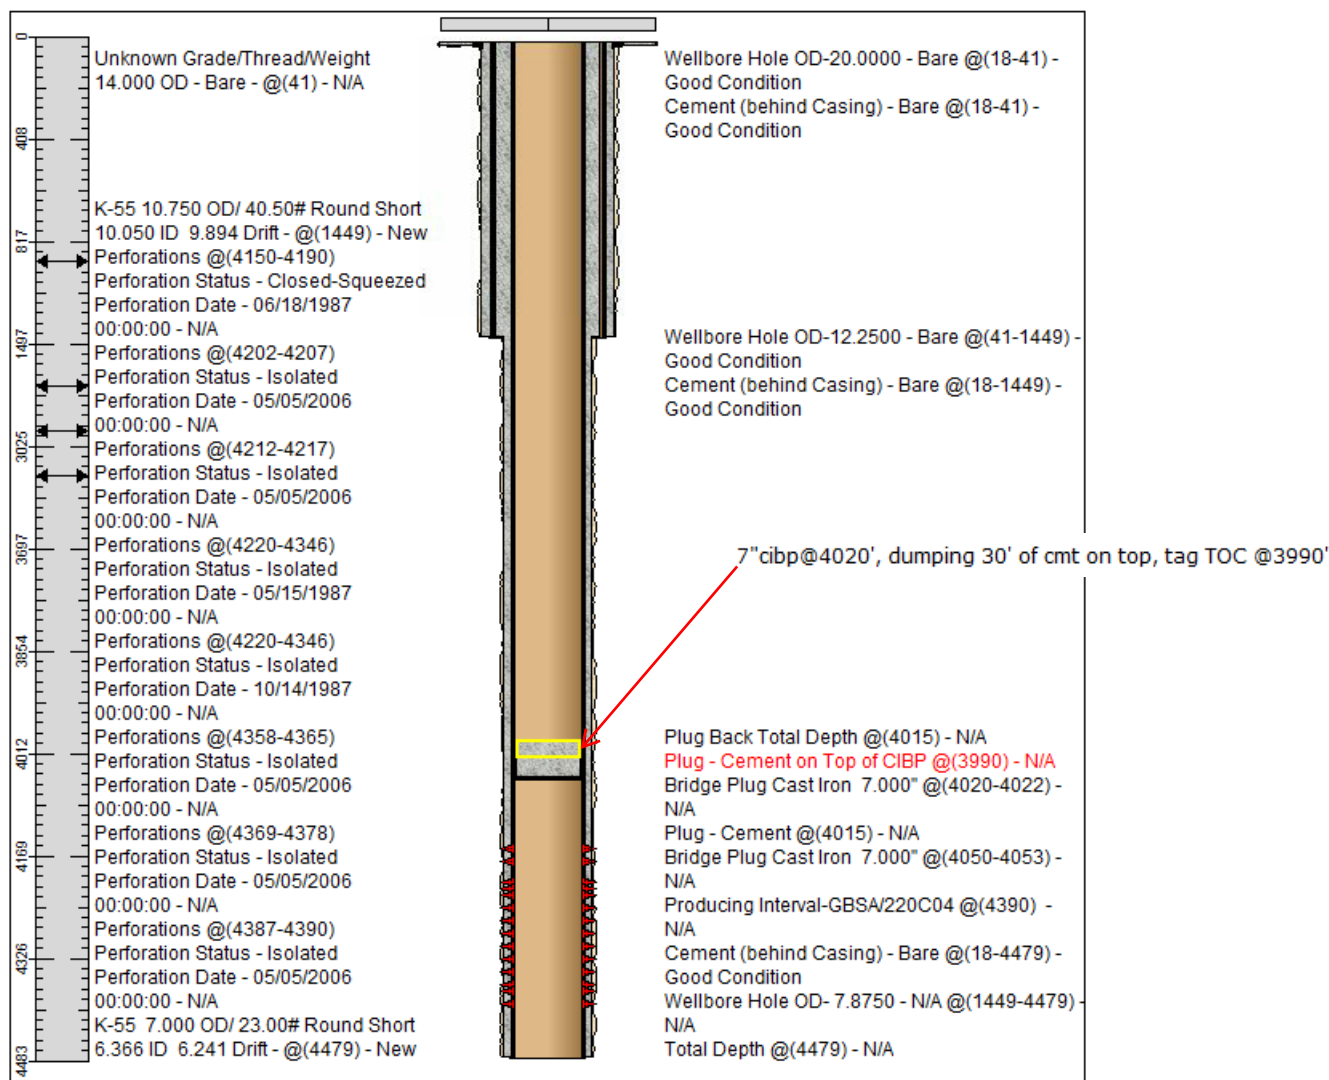 0
408
817
1497
3025
3697
3854
4012
4169
4326
4483
Unknown Grade/Thread/Weight
14.000 OD - Bare - @(41) - N/A
K-55 10.750 OD/ 40.50# Round Short
10.050 ID 9.894 Drift - @(1449) - New
Perforations @(4150-4190)
Perforation Status - Closed-Squeezed
Perforation Date - 06/18/1987
00:00:00 - N/A
Perforations @(4202-4207)
Perforation Status - Isolated
Perforation Date - 05/05/2006
00:00:00 - N/A
Perforations @(4212-4217)
Perforation Status - Isolated
Perforation Date - 05/05/2006
00:00:00 - N/A
Perforations @(4220-4346)
Perforation Status - Isolated
Perforation Date - 05/15/1987
00:00:00 - N/A
Perforations @(4220-4346)
Perforation Status - Isolated
Perforation Date - 10/14/1987
00:00:00 - N/A
Perforations @(4358-4365)
Perforation Status - Isolated
Perforation Date - 05/05/2006
00:00:00 - N/A
Perforations @(4369-4378)
Perforation Status - Isolated
Perforation Date - 05/05/2006
00:00:00 - N/A
Perforations @(4387-4390)
Perforation Status - Isolated
Perforation Date - 05/05/2006
00:00:00 - N/A
K-55 7.000 OD/ 23.00# Round Short
6.366 ID 6.241 Drift - @(4479) - New
Wellbore Hole OD-20.0000 - Bare @(18-41) -
Good Condition
Cement (behind Casing) - Bare @(18-41) -
Good Condition
Wellbore Hole OD-12.2500 - Bare @(41-1449) -
Good Condition
Cement (behind Casing) - Bare @(18-1449) -
Good Condition
7"cibp@4020', dumping 30' of cmt on top, tag TOC @3990'
Plug Back Total Depth @(4015) - N/A
Plug - Cement on Top of CIBP @(3990) - N/A
Bridge Plug Cast Iron 7.000" @(4020-4022) -
N/A
Plug - Cement @(4015) - N/A
Bridge Plug Cast Iron 7.000" @(4050-4053) -
N/A
Producing Interval-GBSA/220C04 @(4390) -
N/A
Cement (behind Casing) - Bare @(18-4479) -
Good Condition
Wellbore Hole OD- 7.8750 - N/A @(1449-4479) -
N/A
Total Depth @(4479) - N/A